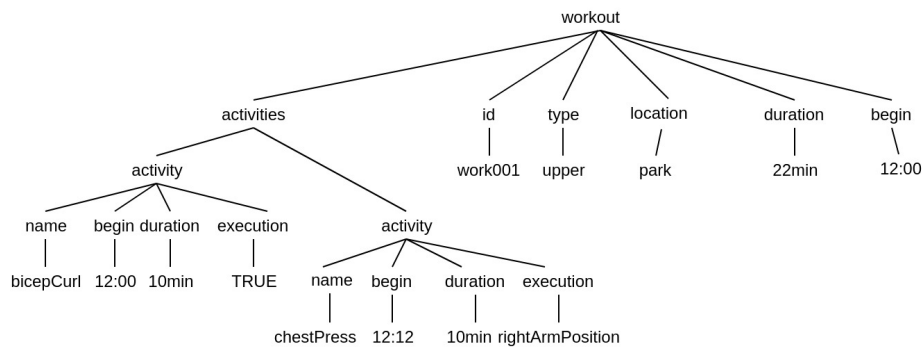 workout
activities id type location duration begin
activity work001 upper park 22min 12:00
name begin duration execution activity
bicepCurl 12:00 10min TRUE name begin duration execution
chestPress 12:12 10min rightArmPosition